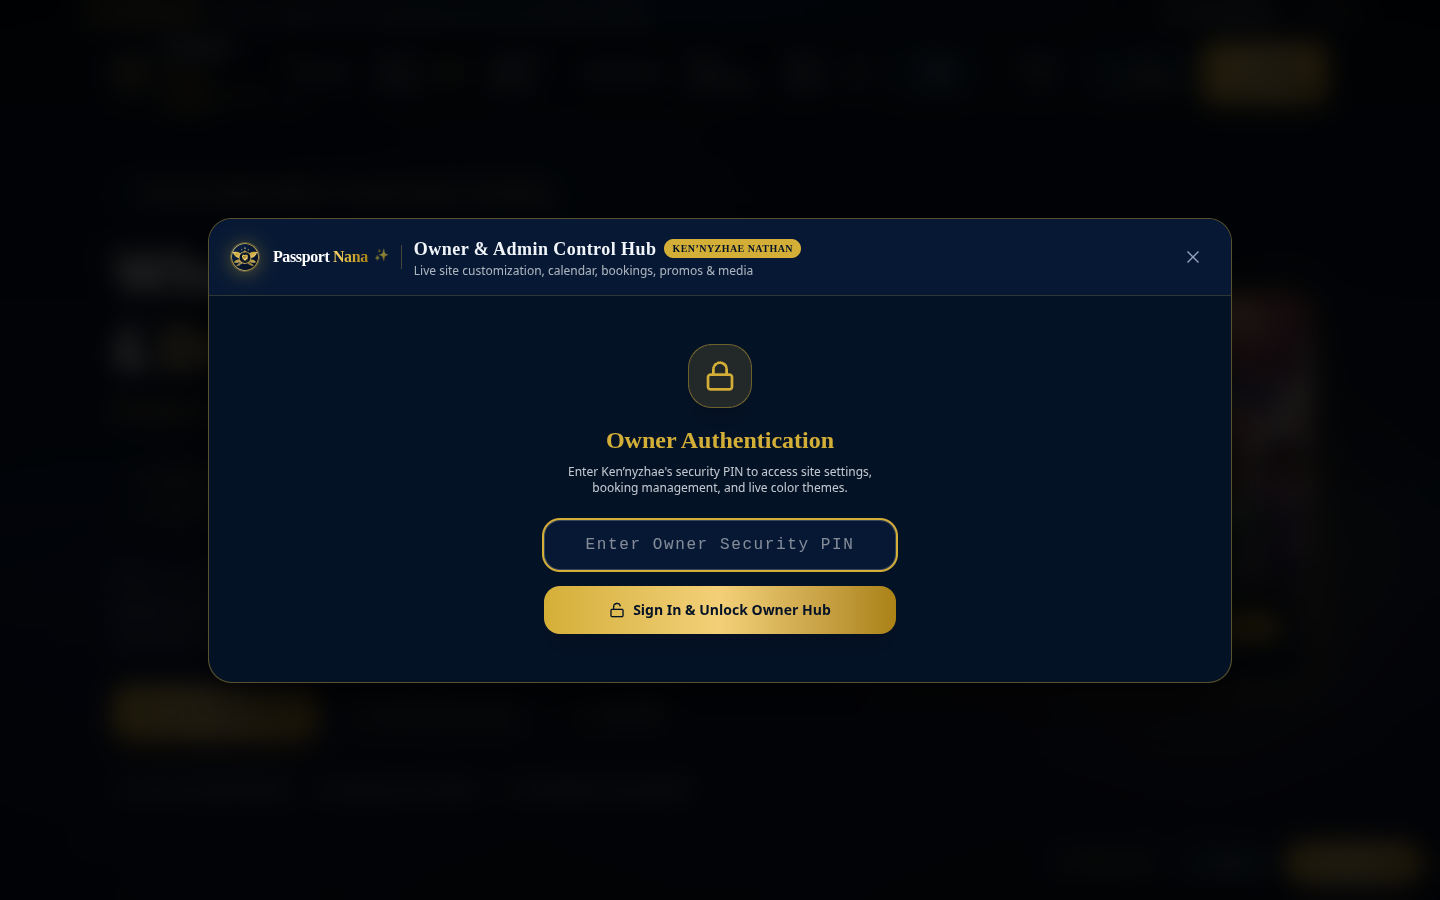 Passport Nana ✨
Owner & Admin Control Hub KEN’NYZHAE NATHAN
Live site customization, calendar, bookings, promos & media
Owner Authentication
Enter Ken’nyzhae's security PIN to access site settings,
booking management, and live color themes.
Enter Owner Security PIN
Sign In & Unlock Owner Hub